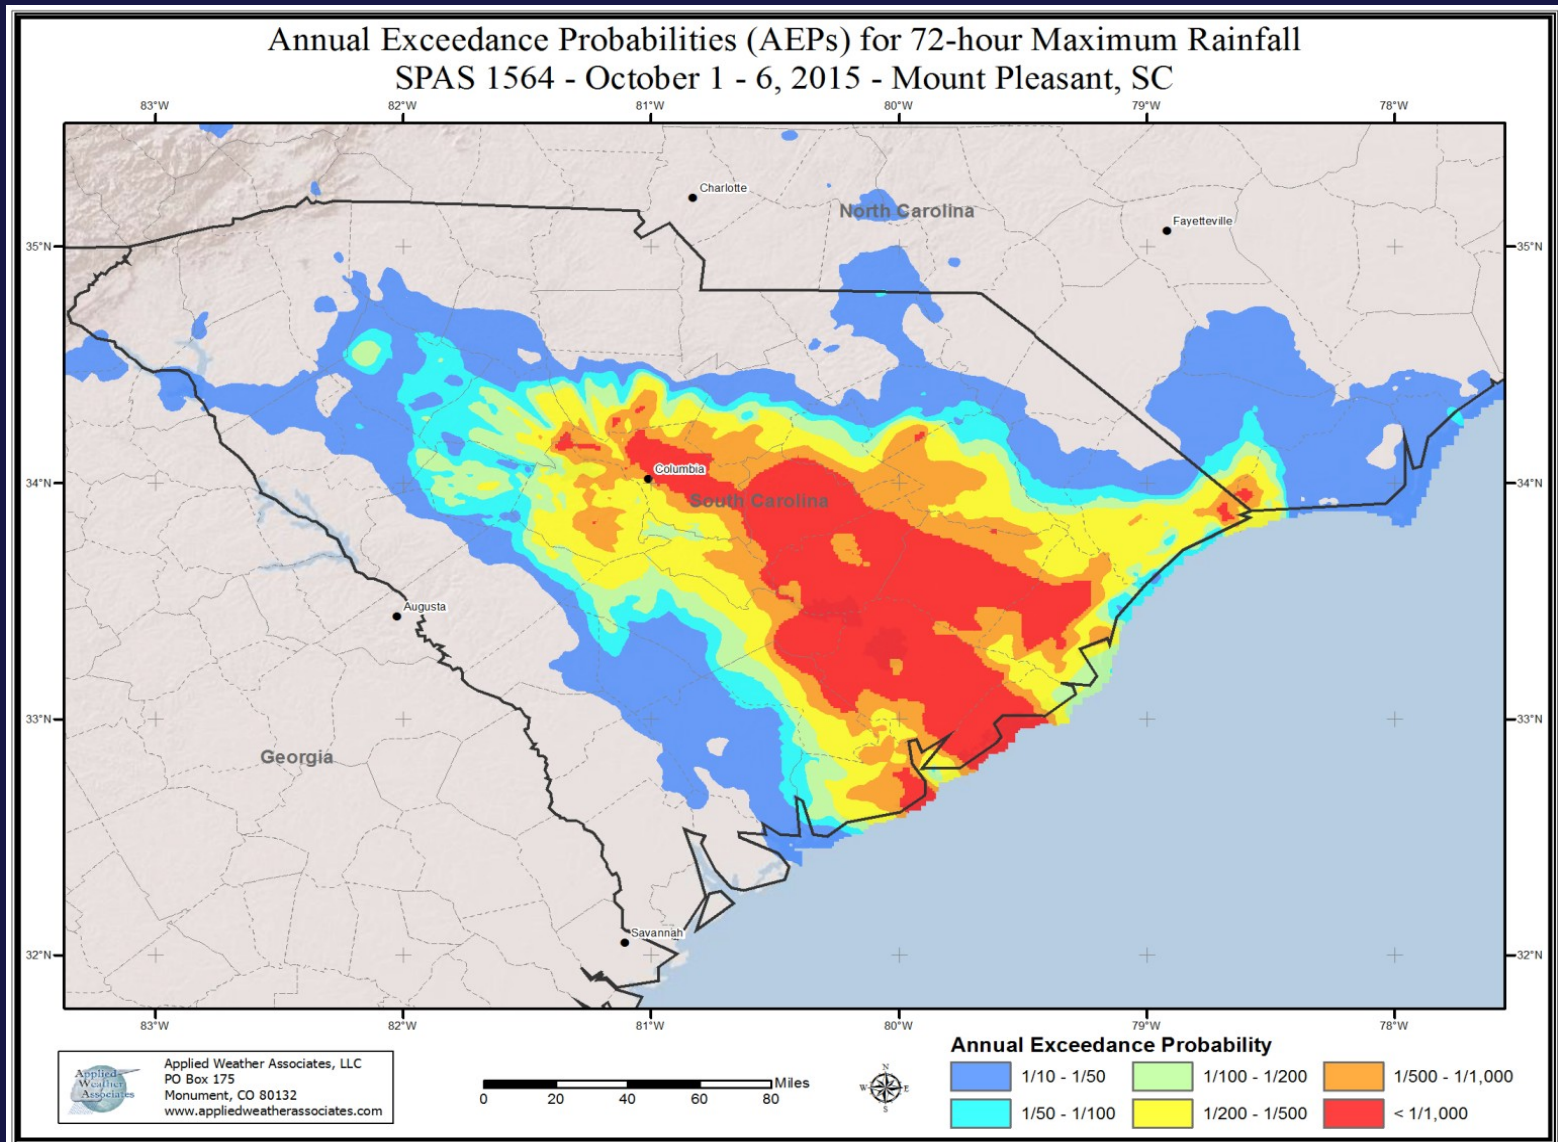 Annual Exceedance Probabilities (AEPs) for 72-hour Maximum Rainfall
SPAS 1564 - October 1 - 6, 2015 - Mount Pleasant, SC
83°W 82°W 81°W 80°W 79°W 78°W
Charlotte
North Carolina
Fayetteville
35°N 35°N
Columbia
34°N 34°N
South Carolina
Augusta
33°N 33°N
Georgia
Savannah
32°N 32°N
83°W 82°W 81°W 80°W 79°W 78°W
Applied
Weather
Associates
Applied Weather Associates, LLC
PO Box 175
Monument, CO 80132
www.appliedweatherassociates.com
Miles
0 20 40 60 80
N
W E
S
Annual Exceedance Probability
1/10 - 1/50 1/100 - 1/200 1/500 - 1/1,000
1/50 - 1/100 1/200 - 1/500 < 1/1,000